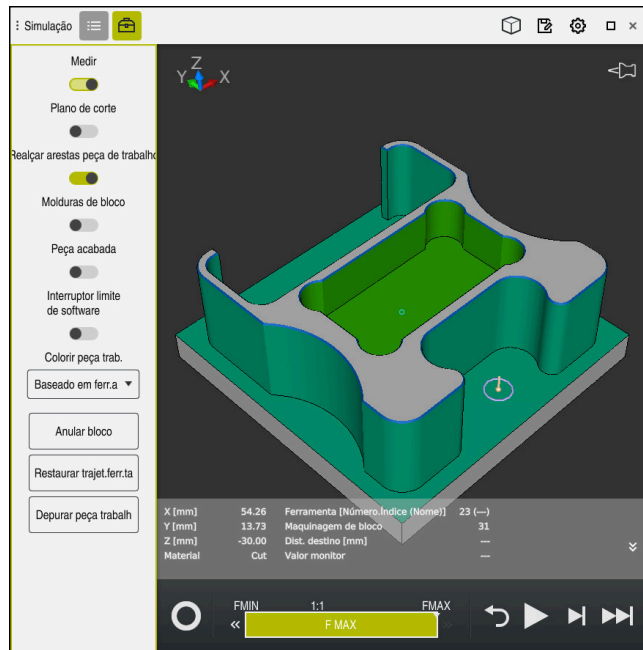 Simulação
Medir
Plano de corte
Realçar arestas peça de trabalho
Molduras de bloco
Peça acabada
Interruptor limite
de software
Colorir peça trab.
Baseado em ferr.a
Anular bloco
Restaurar trajet.ferr.ta
Depurar peça trabalh
Z
Y X
X [mm] 54.26 Ferramenta [Número.Índice (Nome)] 23 (---)
Y [mm] 13.73 Maquinagem de bloco 31
Z [mm] -30.00 Dist. destino [mm] ---
Material Cut Valor monitor ---
FMIN 1:1 FMAX
F MAX